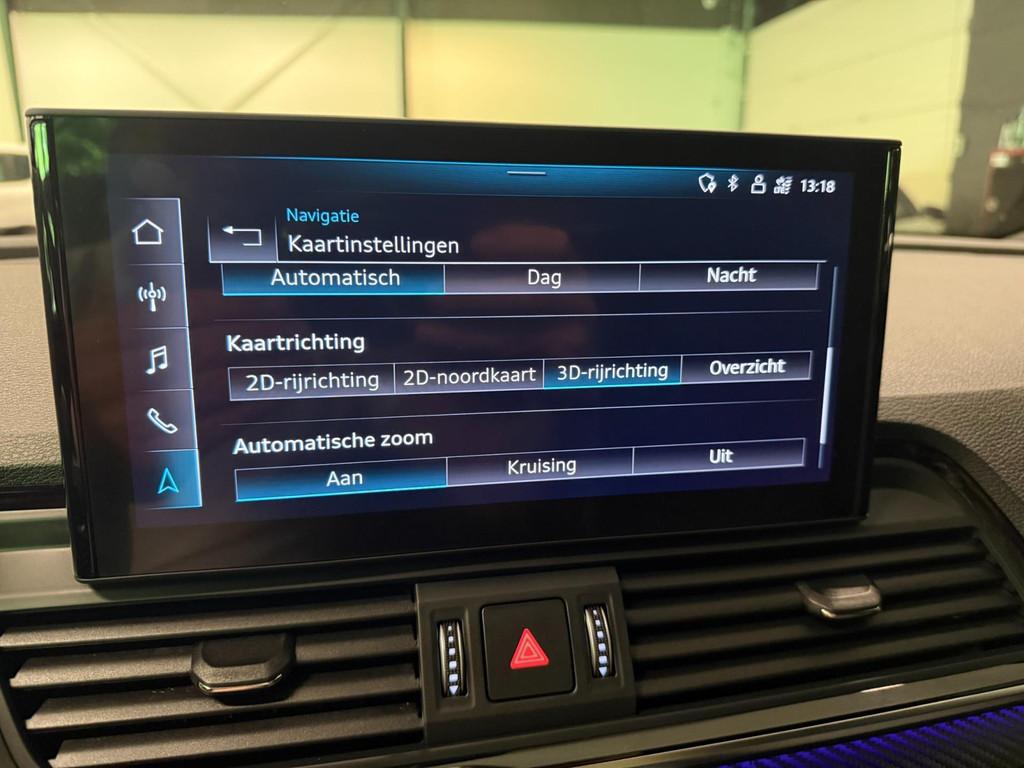 13:18
Navigatie
Kaartinstellingen
Automatisch Dag Nacht
Kaartrichting
2D-rijrichting 2D-noordkaart 3D-rijrichting Overzicht
Automatische zoom
Aan Kruising Uit